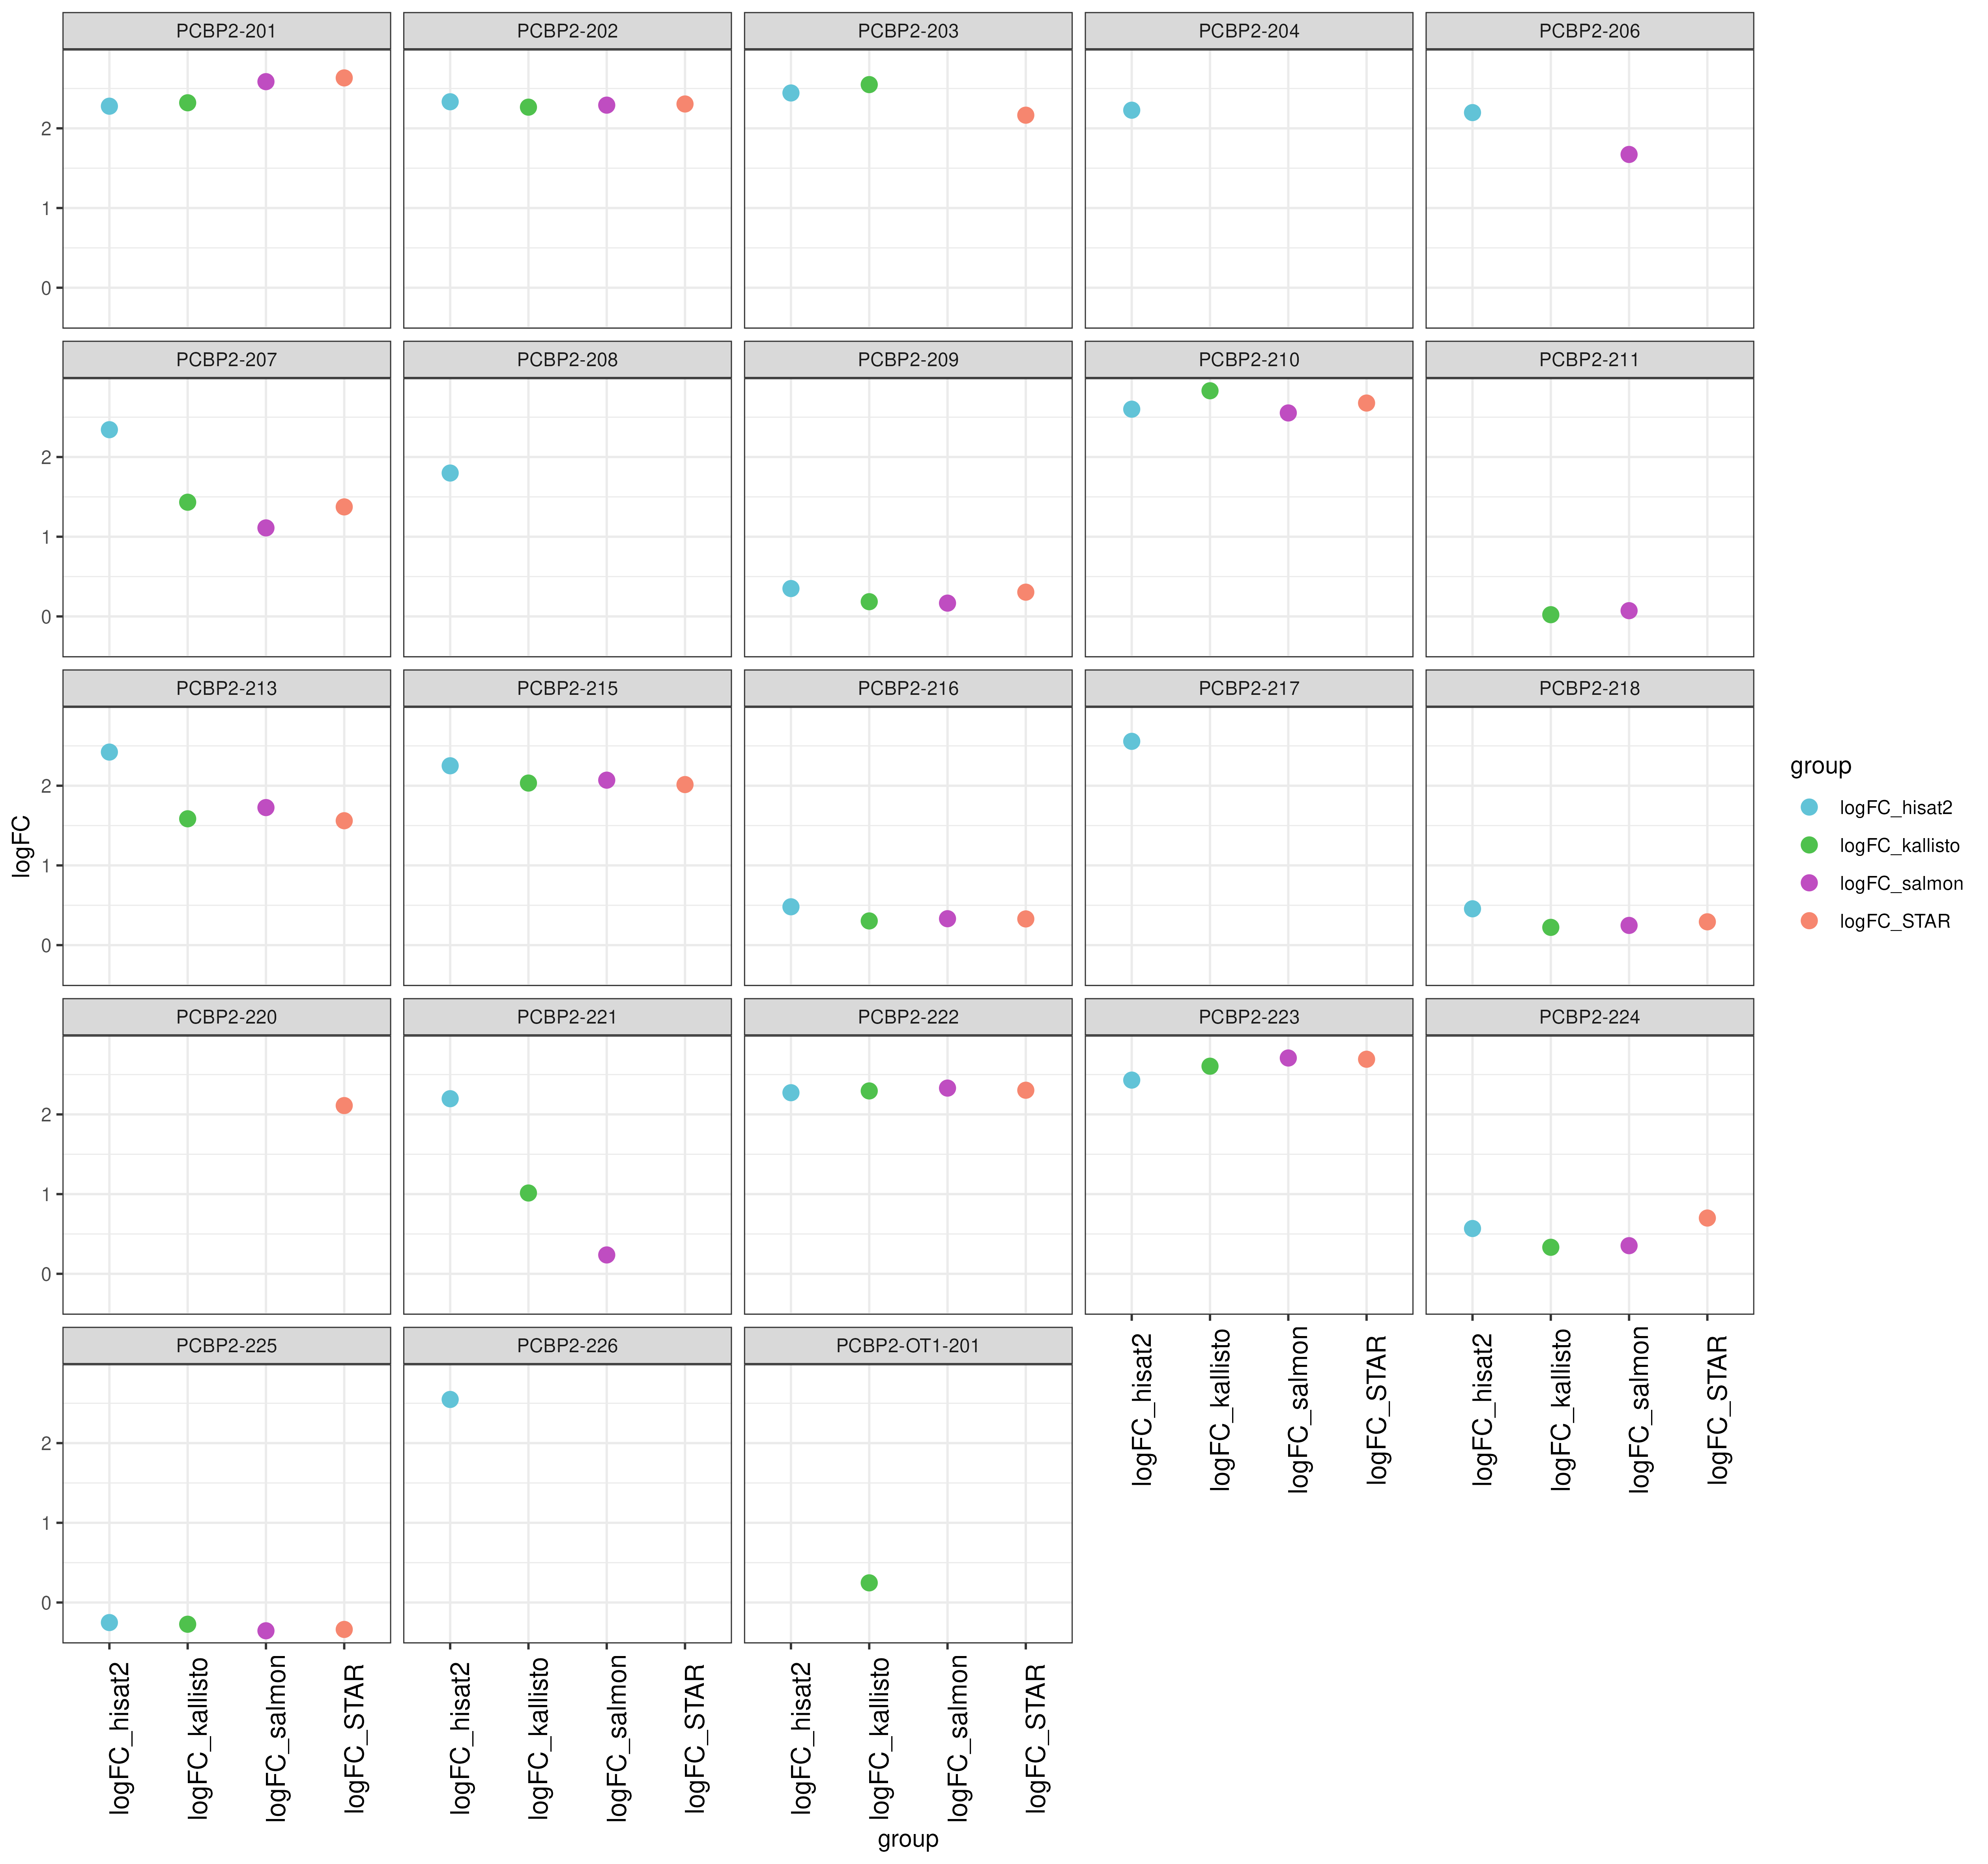 PCBP2-201 PCBP2-202 PCBP2-203 PCBP2-204 PCBP2-206
2
1
0
PCBP2-207 PCBP2-208 PCBP2-209 PCBP2-210 PCBP2-211
2
1
0
PCBP2-213 PCBP2-215 PCBP2-216 PCBP2-217 PCBP2-218
2
1
0
PCBP2-220 PCBP2-221 PCBP2-222 PCBP2-223 PCBP2-224
2
1
0
logFC_hisat2 logFC_kallisto logFC_salmon logFC_STAR logFC_hisat2 logFC_kallisto logFC_salmon logFC_STAR
PCBP2-225 PCBP2-226 PCBP2-OT1-201
2
1
0
logFC_hisat2 logFC_kallisto logFC_salmon logFC_STAR logFC_hisat2 logFC_kallisto logFC_salmon logFC_STAR logFC_hisat2 logFC_kallisto logFC_salmon logFC_STAR
group
logFC
group
logFC_hisat2
logFC_kallisto
logFC_salmon
logFC_STAR